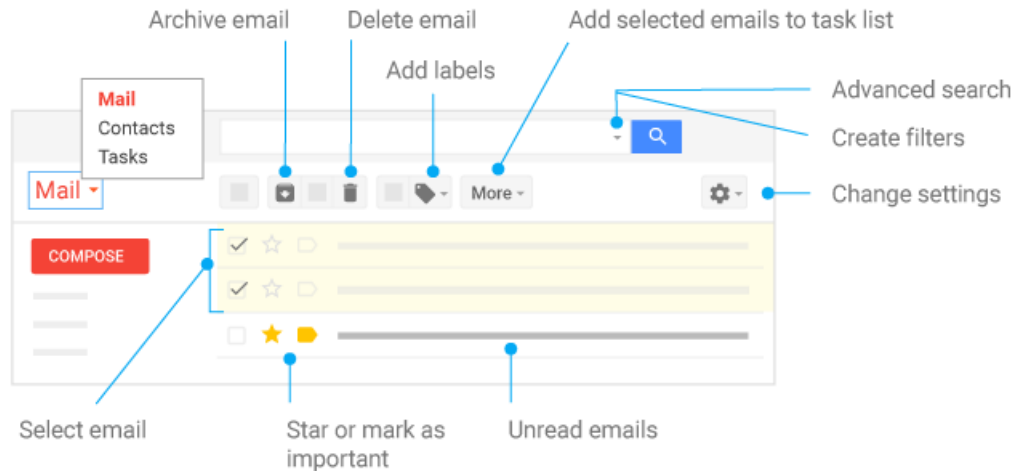 Archive email
Delete email
Add selected emails to task list
Add labels
Mail
Contacts
Tasks
Advanced search
Create filters
Mail
More
Change settings
COMPOSE
Select email
Star or mark as
important
Unread emails